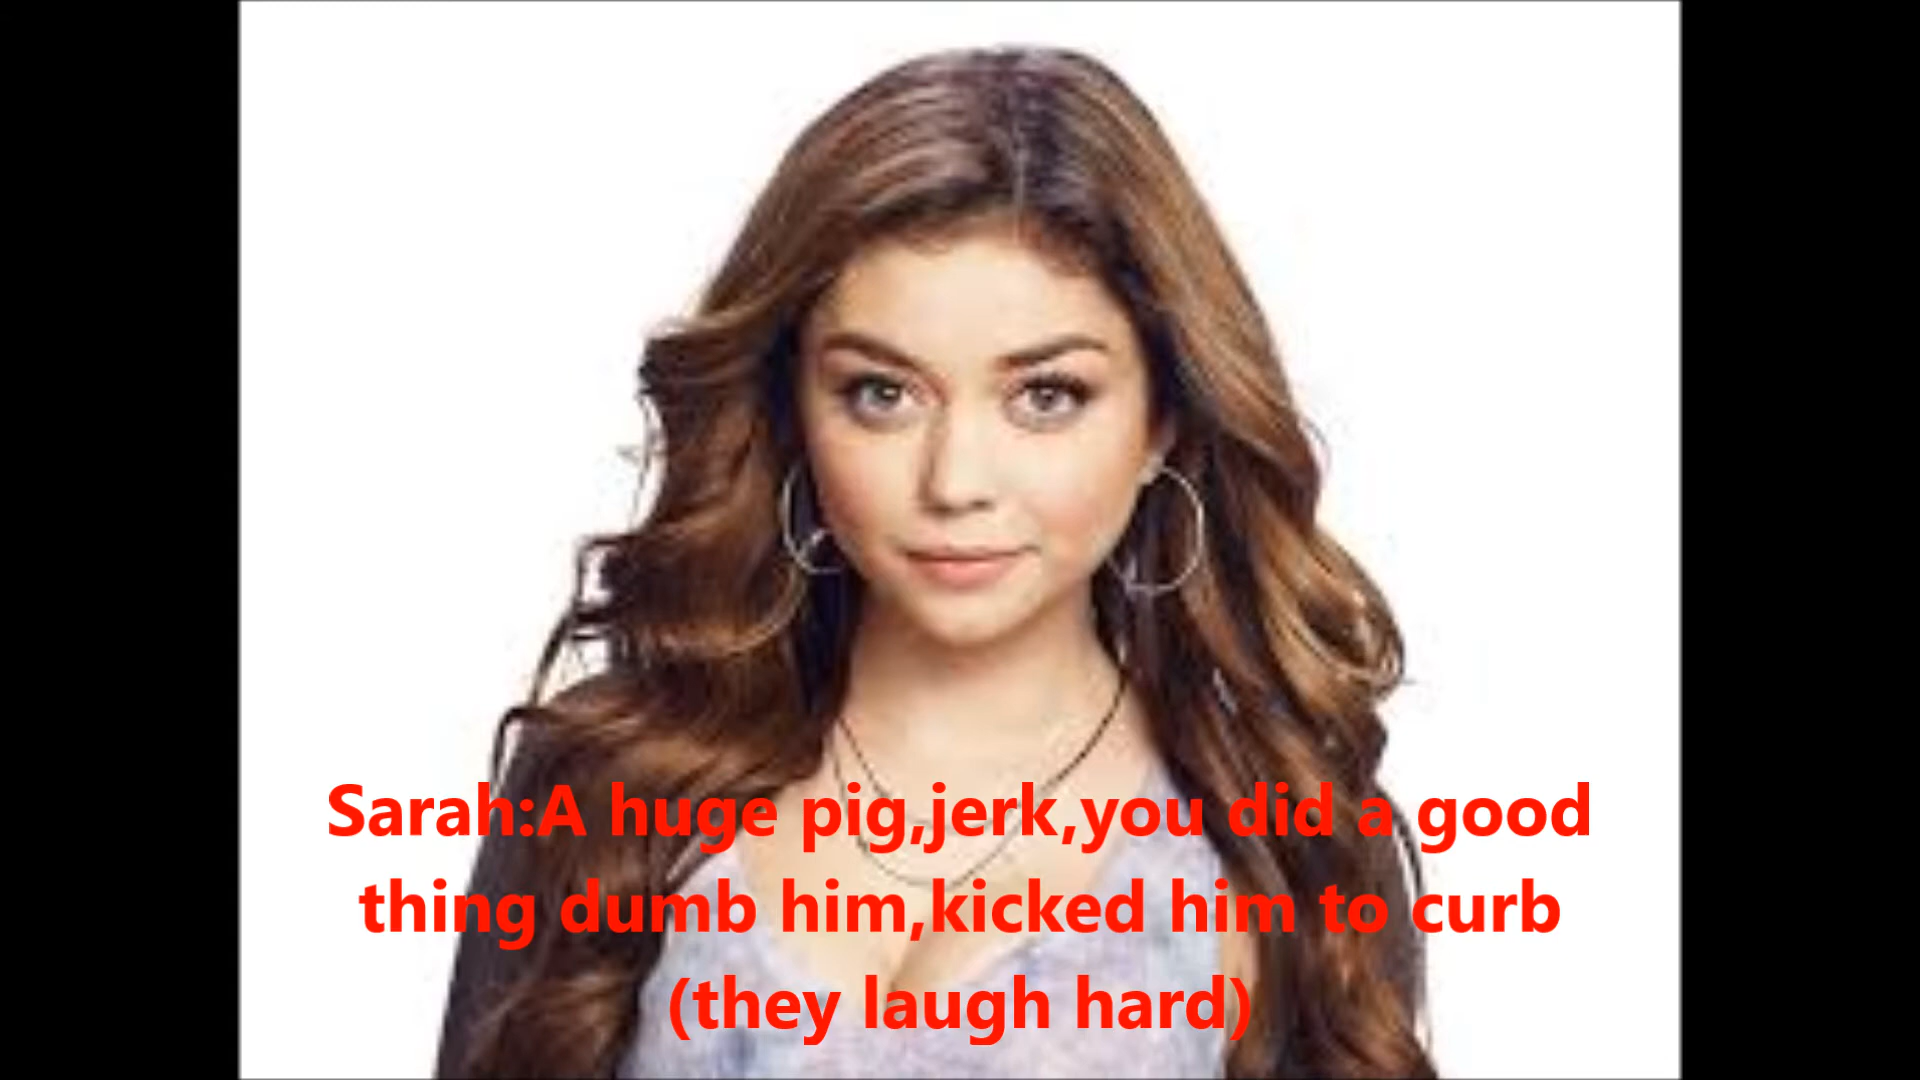 Sarah:A huge pig,jerk,you did a good
thing dumb him,kicked him to curb
(they laugh hard)